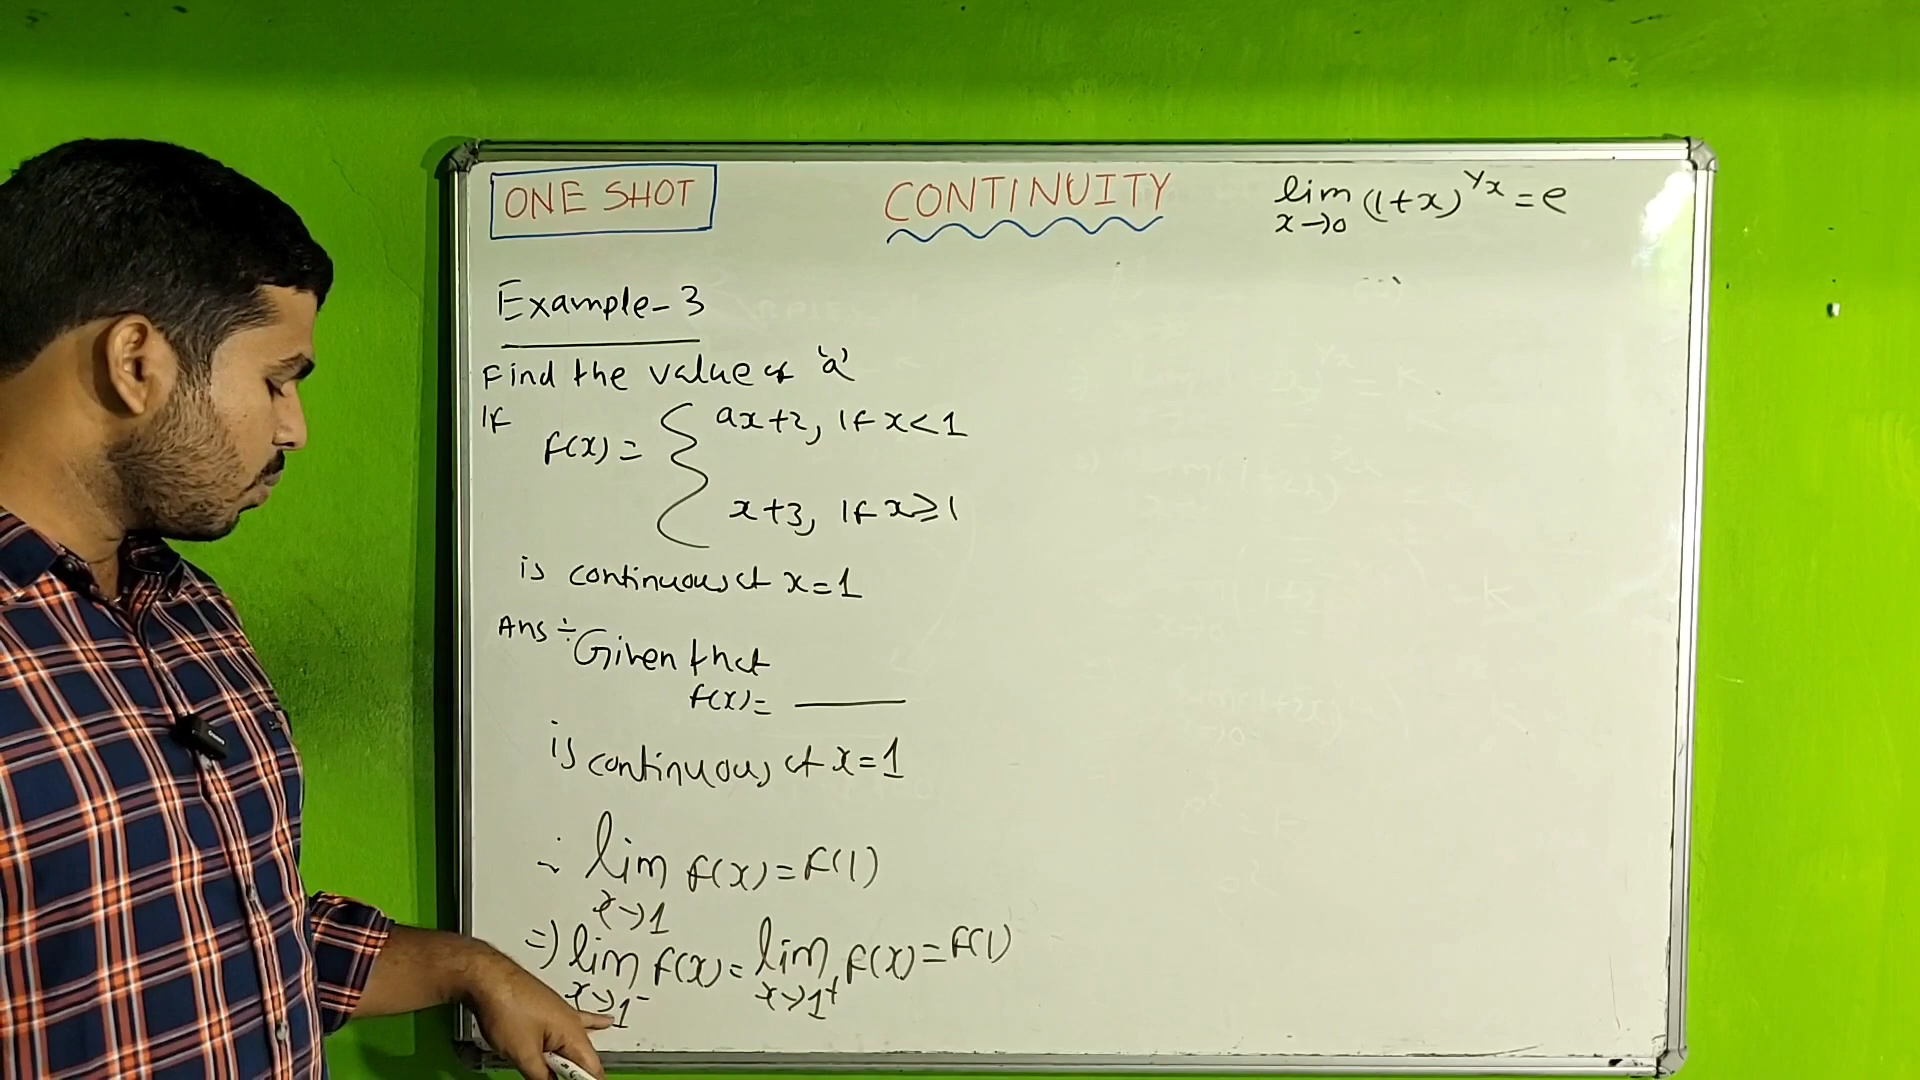 ONE SHOT
CONTINUITY
lim (1+x)^1/x = e
x→0
Example-3
Find the value of 'a'
If
f(x) = { ax+2, If x<1
x+3, If x⩾1
is continuous at x=1
Ans÷ Given that
f(x)= ———
is continuous at x=1
∴ lim f(x)=f(1)
x→1
⇒ lim f(x) = lim f(x) = f(1)
x→1⁻ x→1⁺